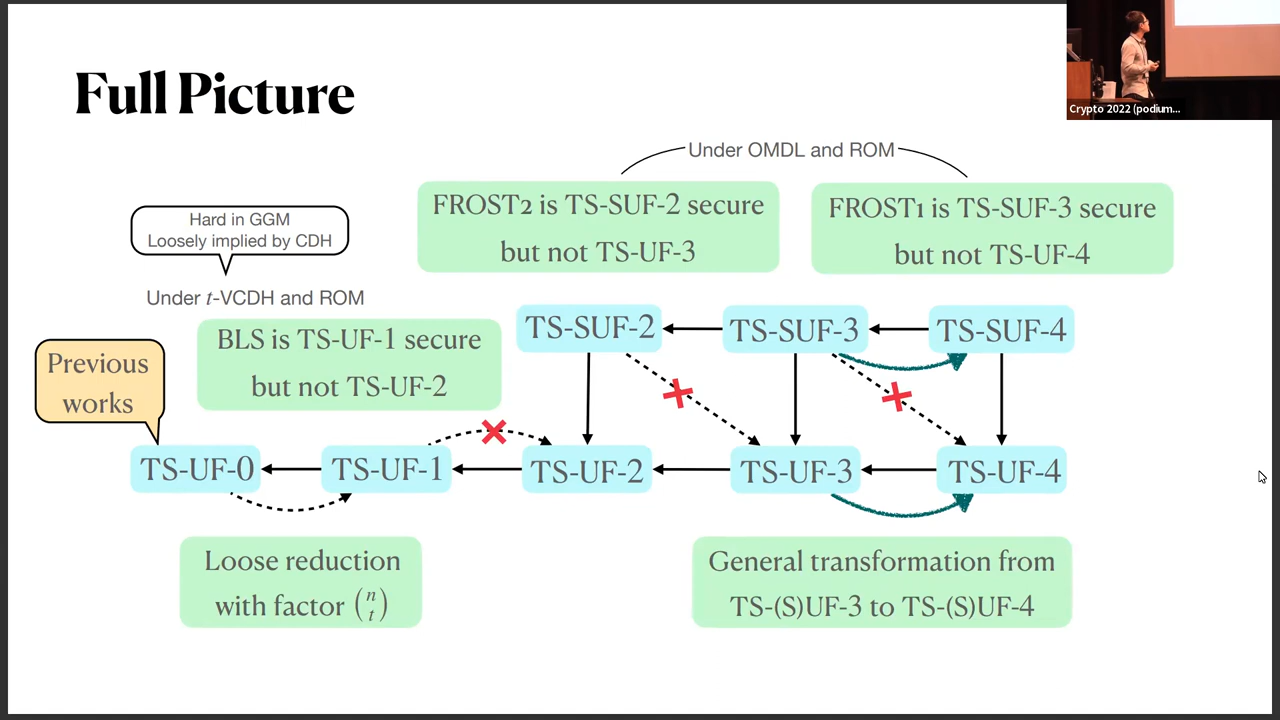 Full Picture
Crypto 2022 (podium...
Under OMDL and ROM
FROST2 is TS-SUF-2 secure
but not TS-UF-3
FROST1 is TS-SUF-3 secure
but not TS-UF-4
Hard in GGM
Loosely implied by CDH
Under t-VCDH and ROM
BLS is TS-UF-1 secure
but not TS-UF-2
TS-SUF-2
TS-SUF-3
TS-SUF-4
Previous
works
TS-UF-0
TS-UF-1
TS-UF-2
TS-UF-3
TS-UF-4
Loose reduction
with factor (n t)
General transformation from
TS-(S)UF-3 to TS-(S)UF-4